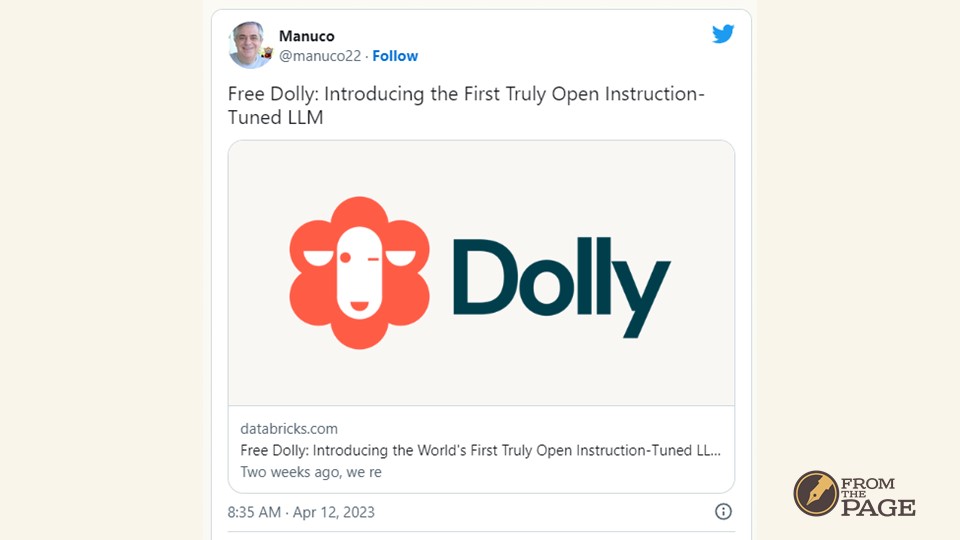 Manuco
@manuco22 · Follow
Free Dolly: Introducing the First Truly Open Instruction-
Tuned LLM
Dolly
databricks.com
Free Dolly: Introducing the World's First Truly Open Instruction-Tuned LL...
Two weeks ago, we re
8:35 AM · Apr 12, 2023
FROM
THE
PAGE